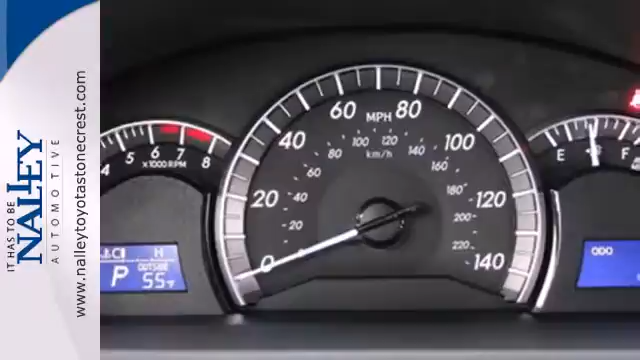 IT HAS TO BE
NALLEY
AUTOMOTIVE
www.nalleytoyotastonecrest.com
4 5 6 7 8
x1000 RPM
H
P
OUTSIDE
55°F
0 20 40 60 80 100 120 140
MPH
20 40 60 80 100 120 140 160 180 200 220
km/h
E F
ODO